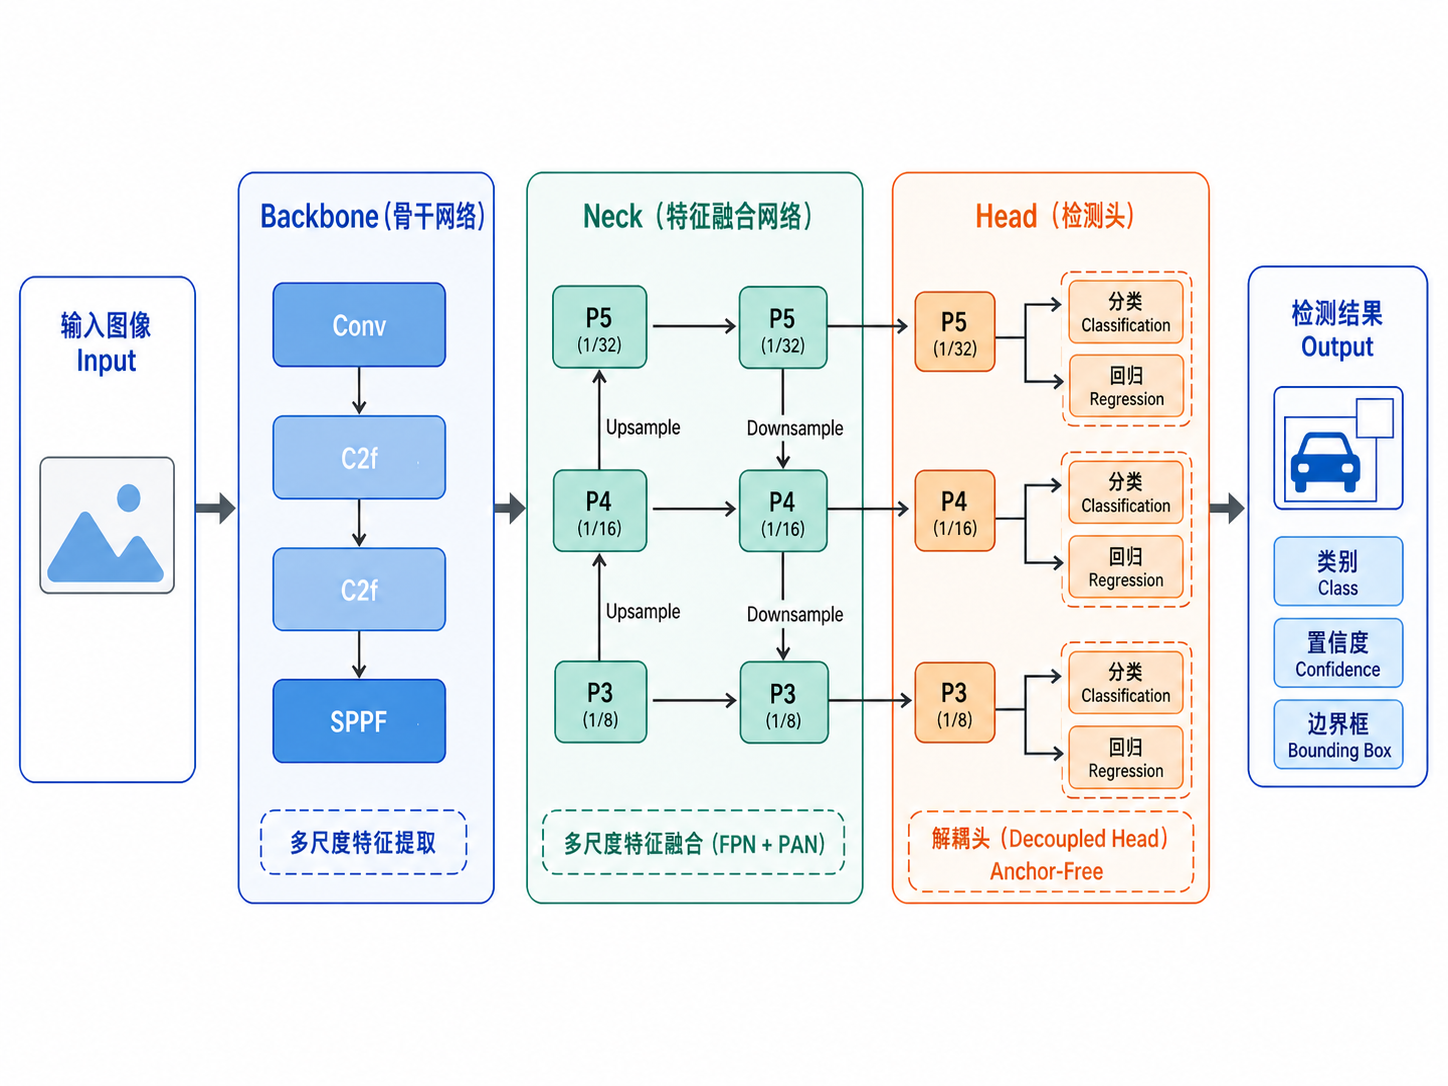 输入图像
Input
Backbone（骨干网络）
Conv
C2f
C2f
SPPF
多尺度特征提取
Neck（特征融合网络）
P5
(1/32)
P5
(1/32)
Upsample
Downsample
P4
(1/16)
P4
(1/16)
Upsample
Downsample
P3
(1/8)
P3
(1/8)
多尺度特征融合 (FPN + PAN)
Head（检测头）
P5
(1/32)
分类
Classification
回归
Regression
P4
(1/16)
分类
Classification
回归
Regression
P3
(1/8)
分类
Classification
回归
Regression
解耦头（Decoupled Head）
Anchor-Free
检测结果
Output
类别
Class
置信度
Confidence
边界框
Bounding Box